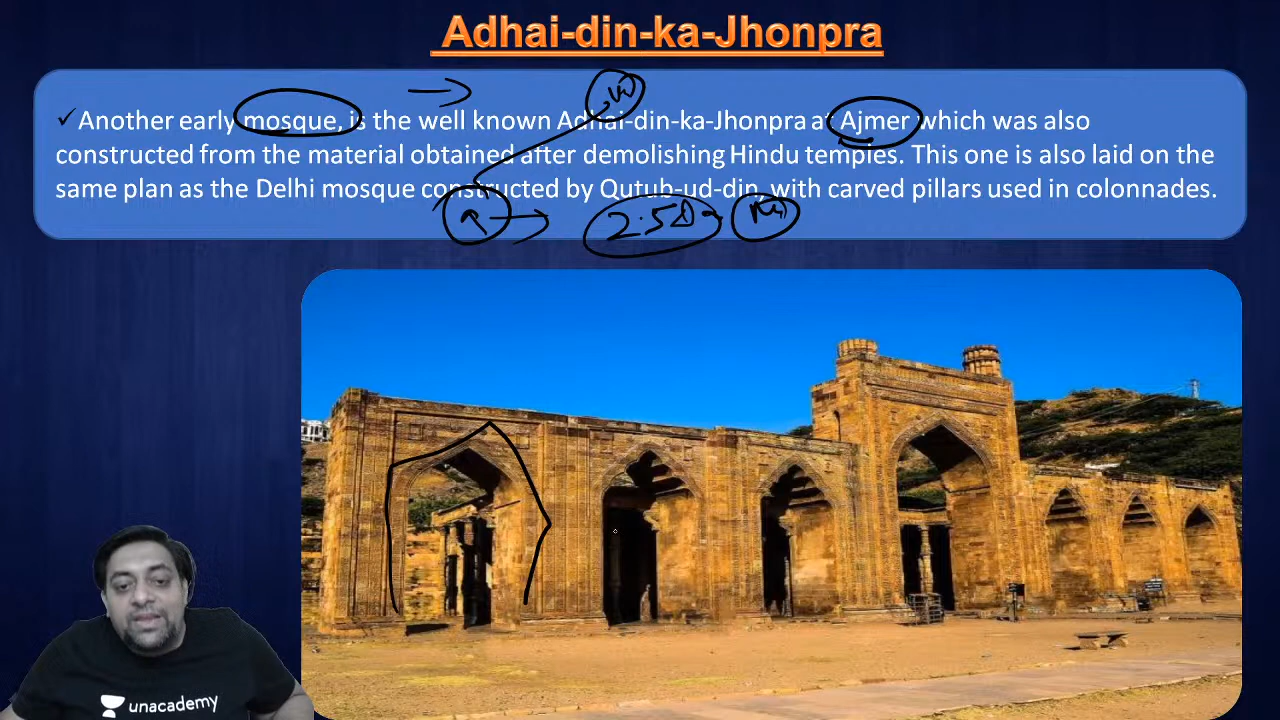 Adhai-din-ka-Jhonpra
✓Another early mosque, is the well known Adhai-din-ka-Jhonpra at Ajmer which was also
constructed from the material obtained after demolishing Hindu temples. This one is also laid on the
same plan as the Delhi mosque constructed by Qutub-ud-din, with carved pillars used in colonnades.
2.5D
unacademy